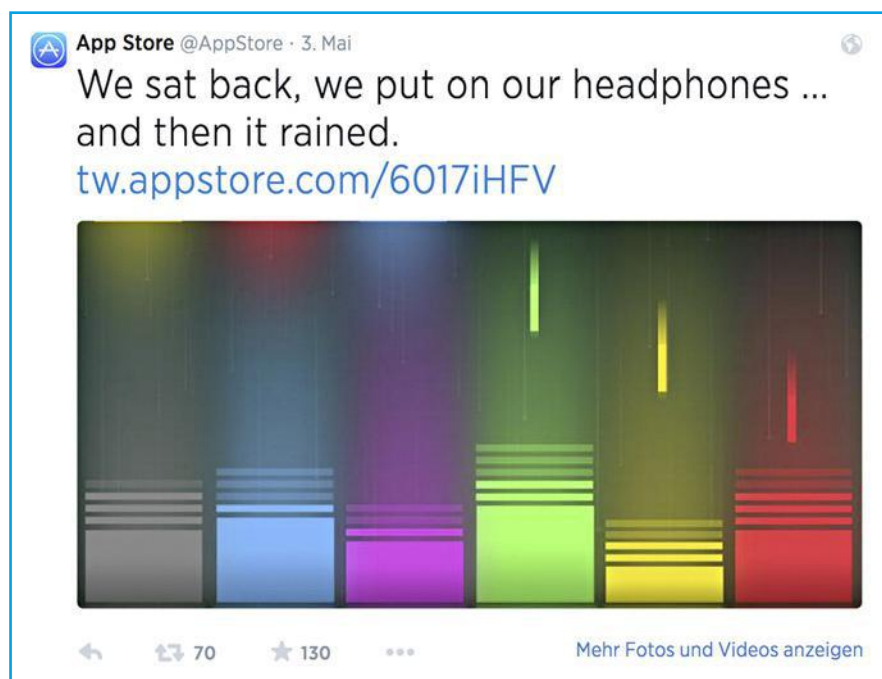 App Store @AppStore · 3. Mai
We sat back, we put on our headphones ...
and then it rained.
tw.appstore.com/6017iHFV
70
130
Mehr Fotos und Videos anzeigen